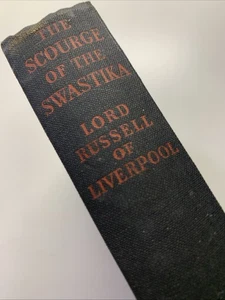 THE
SCOURGE
OF THE
SWASTIKA
LORD
RUSSELL
OF
LIVERPOOL